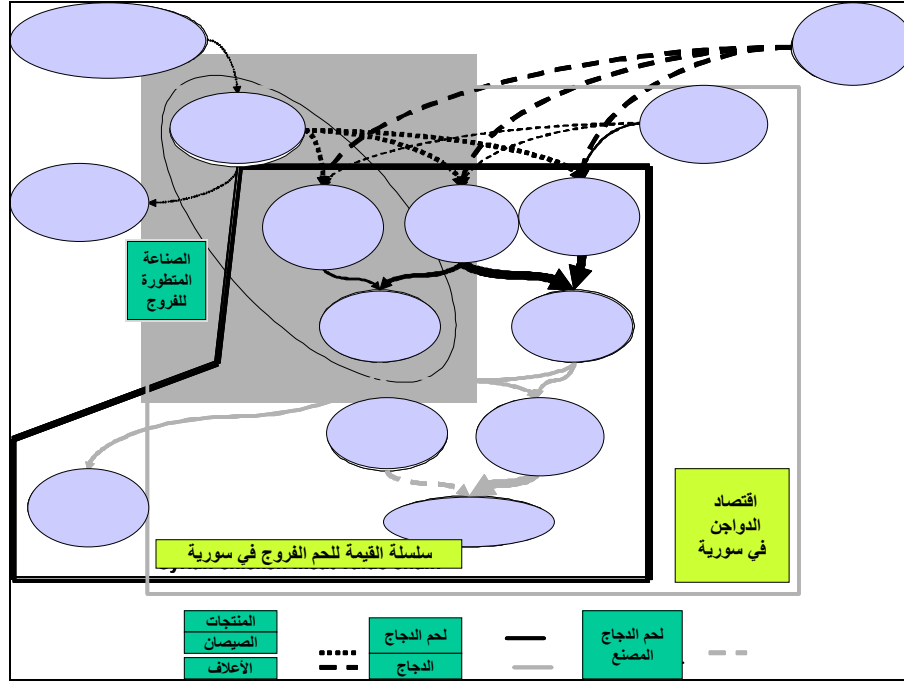 الصناعة
المتطورة
للفروج
اقتصاد
الدواجن
في سورية
سلسلة القيمة للحم الفروج في سورية
المنتجات
الصيصان
الأعلاف
لحم الدجاج
الدجاج
لحم الدجاج
المصنع